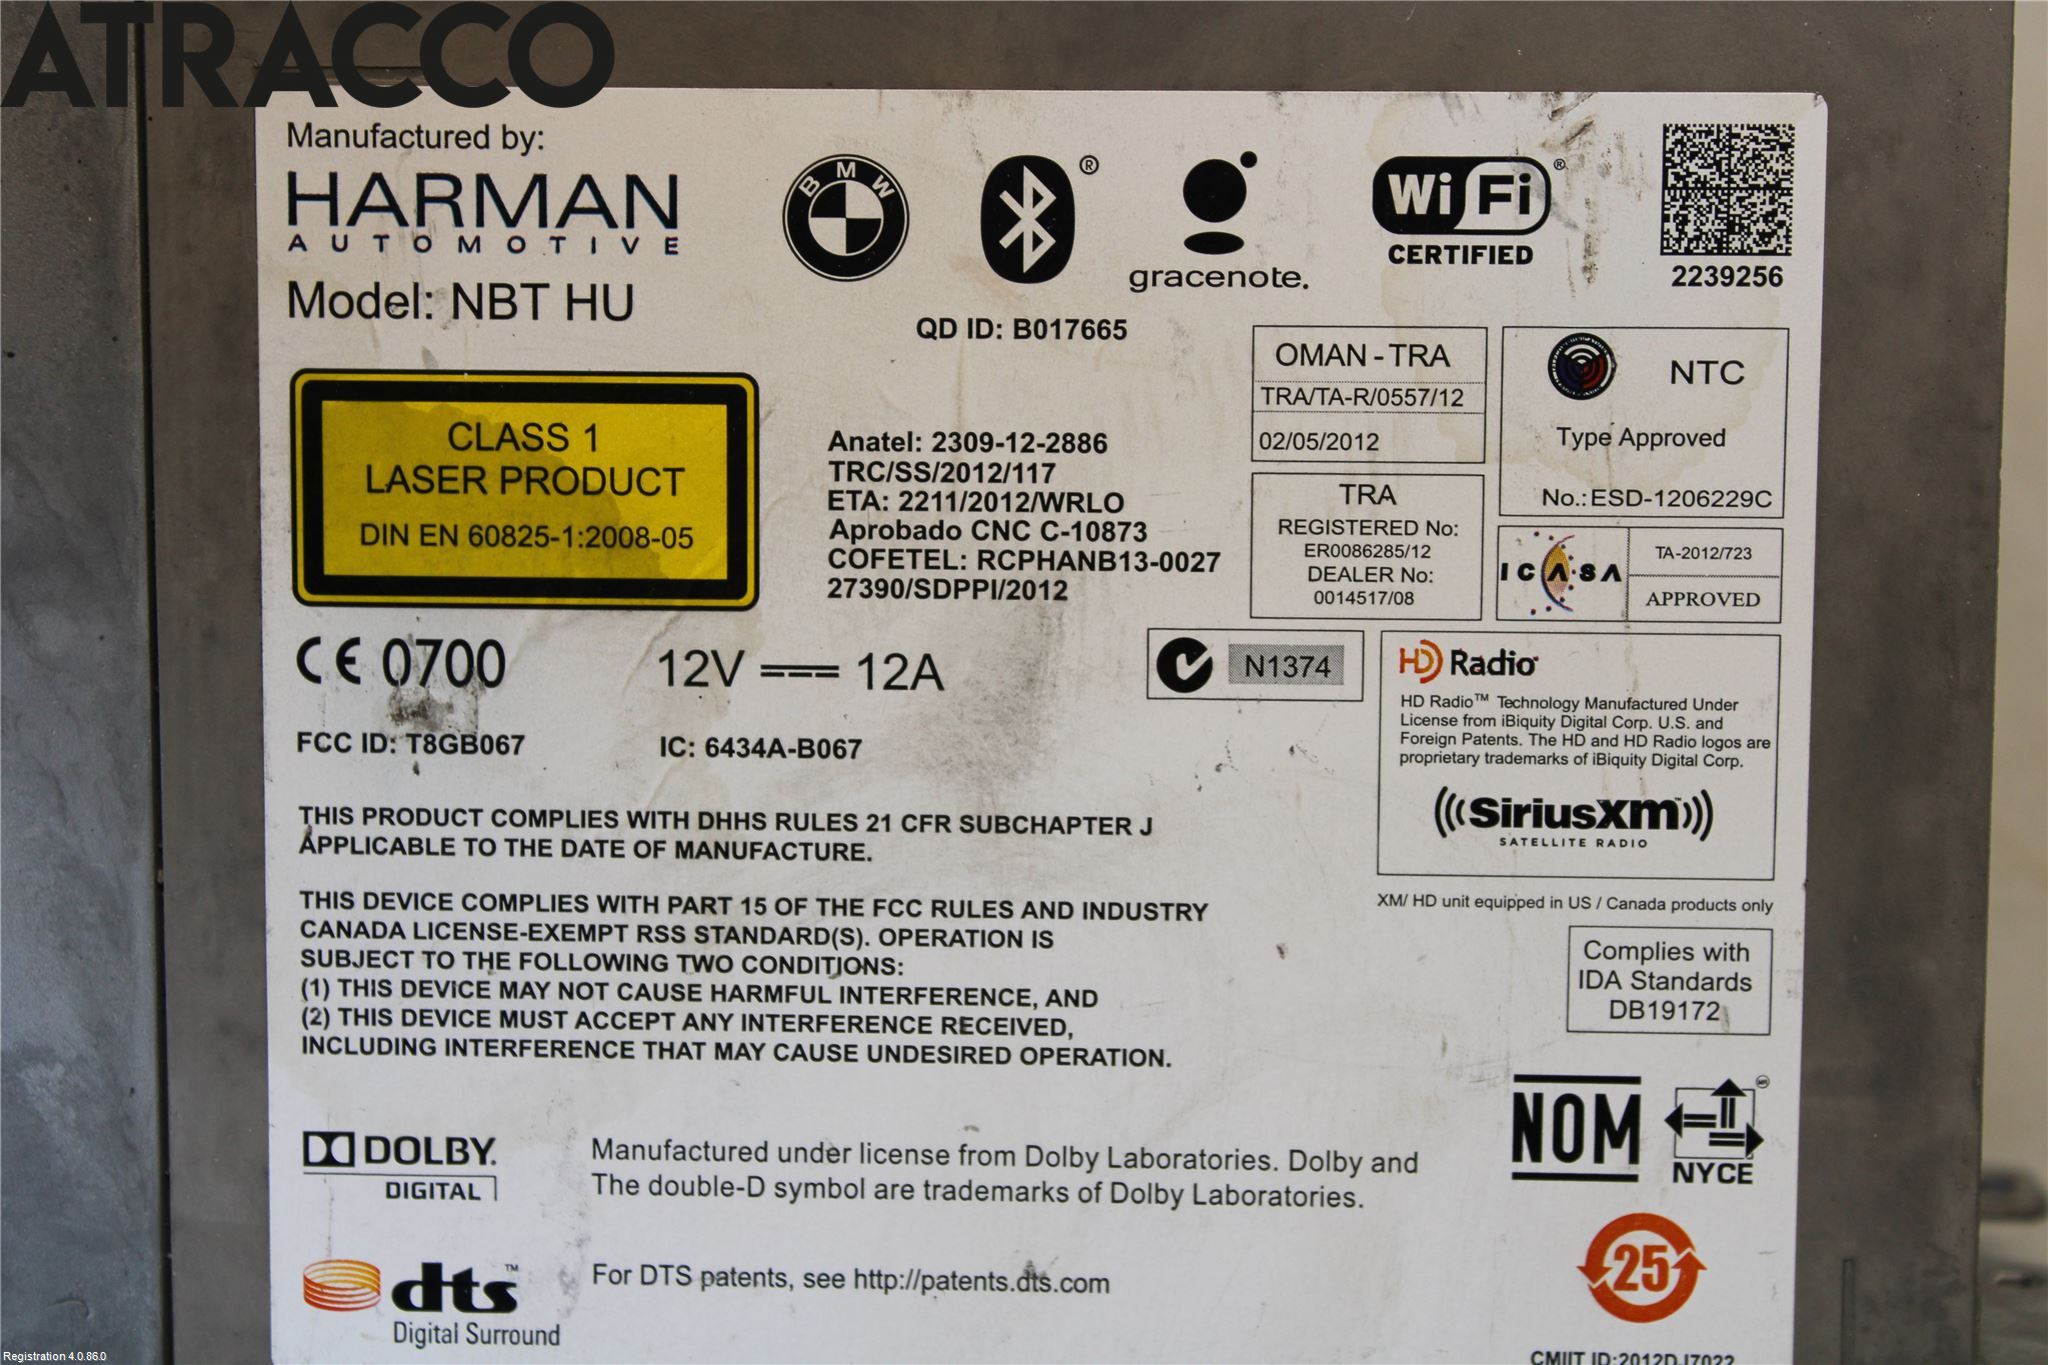 ATRACCO
Manufactured by:
HARMAN
AUTOMOTIVE
Model: NBT HU
BMW
®
gracenote.
Wi Fi ®
CERTIFIED
2239256
QD ID: B017665
CLASS 1
LASER PRODUCT
DIN EN 60825-1:2008-05
Anatel: 2309-12-2886
TRC/SS/2012/117
ETA: 2211/2012/WRLO
Aprobado CNC C-10873
COFETEL: RCPHANB13-0027
27390/SDPPI/2012
OMAN - TRA
TRA/TA-R/0557/12
02/05/2012
NTC
Type Approved
No.: ESD-1206229C
TRA
REGISTERED No:
ER0086285/12
DEALER No:
0014517/08
ICASA
TA-2012/723
APPROVED
CE 0700
12V 12A
N1374
FCC ID: T8GB067
IC: 6434A-B067
HD Radio
HD Radio™ Technology Manufactured Under
License from iBiquity Digital Corp. U.S. and
Foreign Patents. The HD and HD Radio logos are
proprietary trademarks of iBiquity Digital Corp.
SiriusXM
SATELLITE RADIO
XM/ HD unit equipped in US / Canada products only
THIS PRODUCT COMPLIES WITH DHHS RULES 21 CFR SUBCHAPTER J
APPLICABLE TO THE DATE OF MANUFACTURE.
THIS DEVICE COMPLIES WITH PART 15 OF THE FCC RULES AND INDUSTRY
CANADA LICENSE-EXEMPT RSS STANDARD(S). OPERATION IS
SUBJECT TO THE FOLLOWING TWO CONDITIONS:
(1) THIS DEVICE MAY NOT CAUSE HARMFUL INTERFERENCE, AND
(2) THIS DEVICE MUST ACCEPT ANY INTERFERENCE RECEIVED,
INCLUDING INTERFERENCE THAT MAY CAUSE UNDESIRED OPERATION.
Complies with
IDA Standards
DB19172
NOM
NYCE
DOLBY.
DIGITAL
Manufactured under license from Dolby Laboratories. Dolby and
The double-D symbol are trademarks of Dolby Laboratories.
dts™
Digital Surround
For DTS patents, see http://patents.dts.com
25
CMIIT ID:2012DJ7022
Registration 4.0.86.0